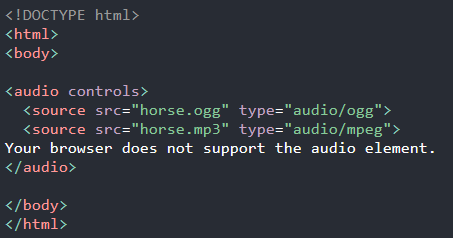 <!DOCTYPE html>
<html>
<body>

<audio controls>
  <source src="horse.ogg" type="audio/ogg">
  <source src="horse.mp3" type="audio/mpeg">
Your browser does not support the audio element.
</audio>

</body>
</html>